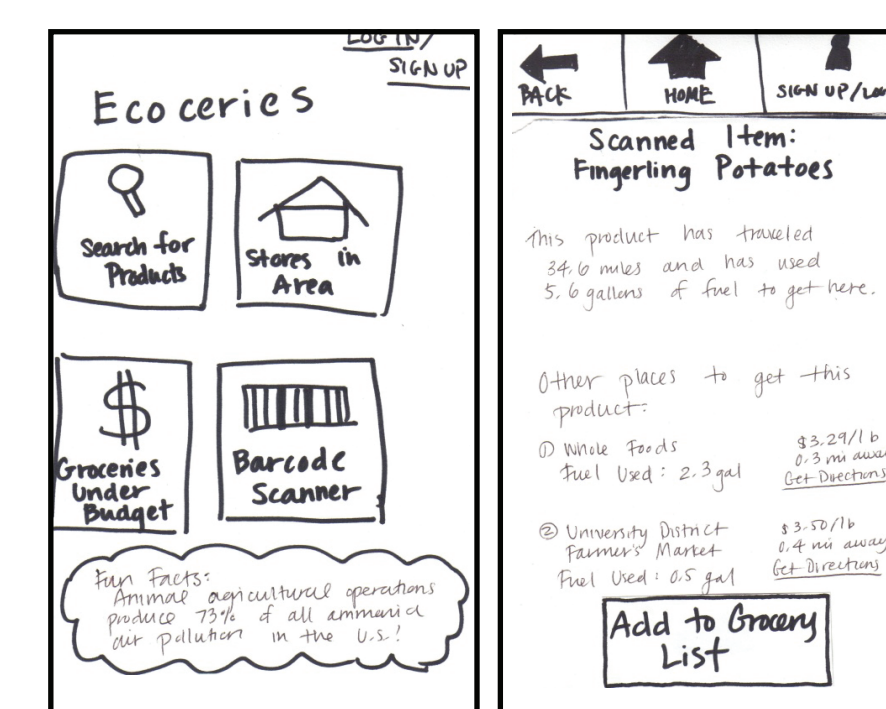 LOG IN/
SIGN UP
Ecoceries
Search for
Products
Stores in
Area
$
Groceries
Under
Budget
Barcode
Scanner
Fun Facts:
Animal agricultural operations
produce 73% of all ammonia
air pollution in the U.S.!
BACK
HOME
SIGN UP/LOG
Scanned Item:
Fingerling Potatoes
This product has traveled
34.6 miles and has used
5.6 gallons of fuel to get here.
Other places to get this
product:
① Whole Foods
Fuel Used: 2.3 gal
$3.29/lb
0.3 mi away
Get Directions
② University District
Farmer's Market
Fuel Used: 0.5 gal
$3.50/lb
0.4 mi away
Get Directions
Add to Grocery
List